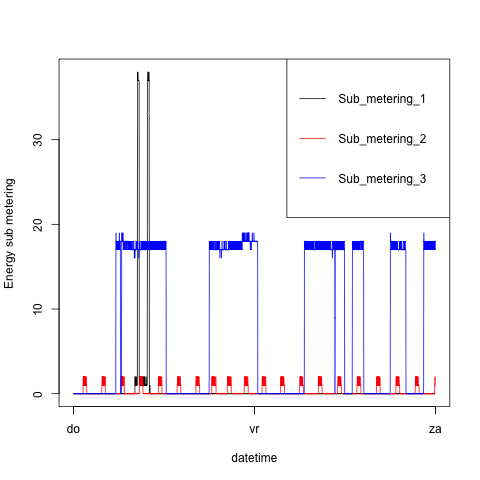 Sub_metering_1
Sub_metering_2
Sub_metering_3
Energy sub metering
30
20
10
0
do
vr
za
datetime